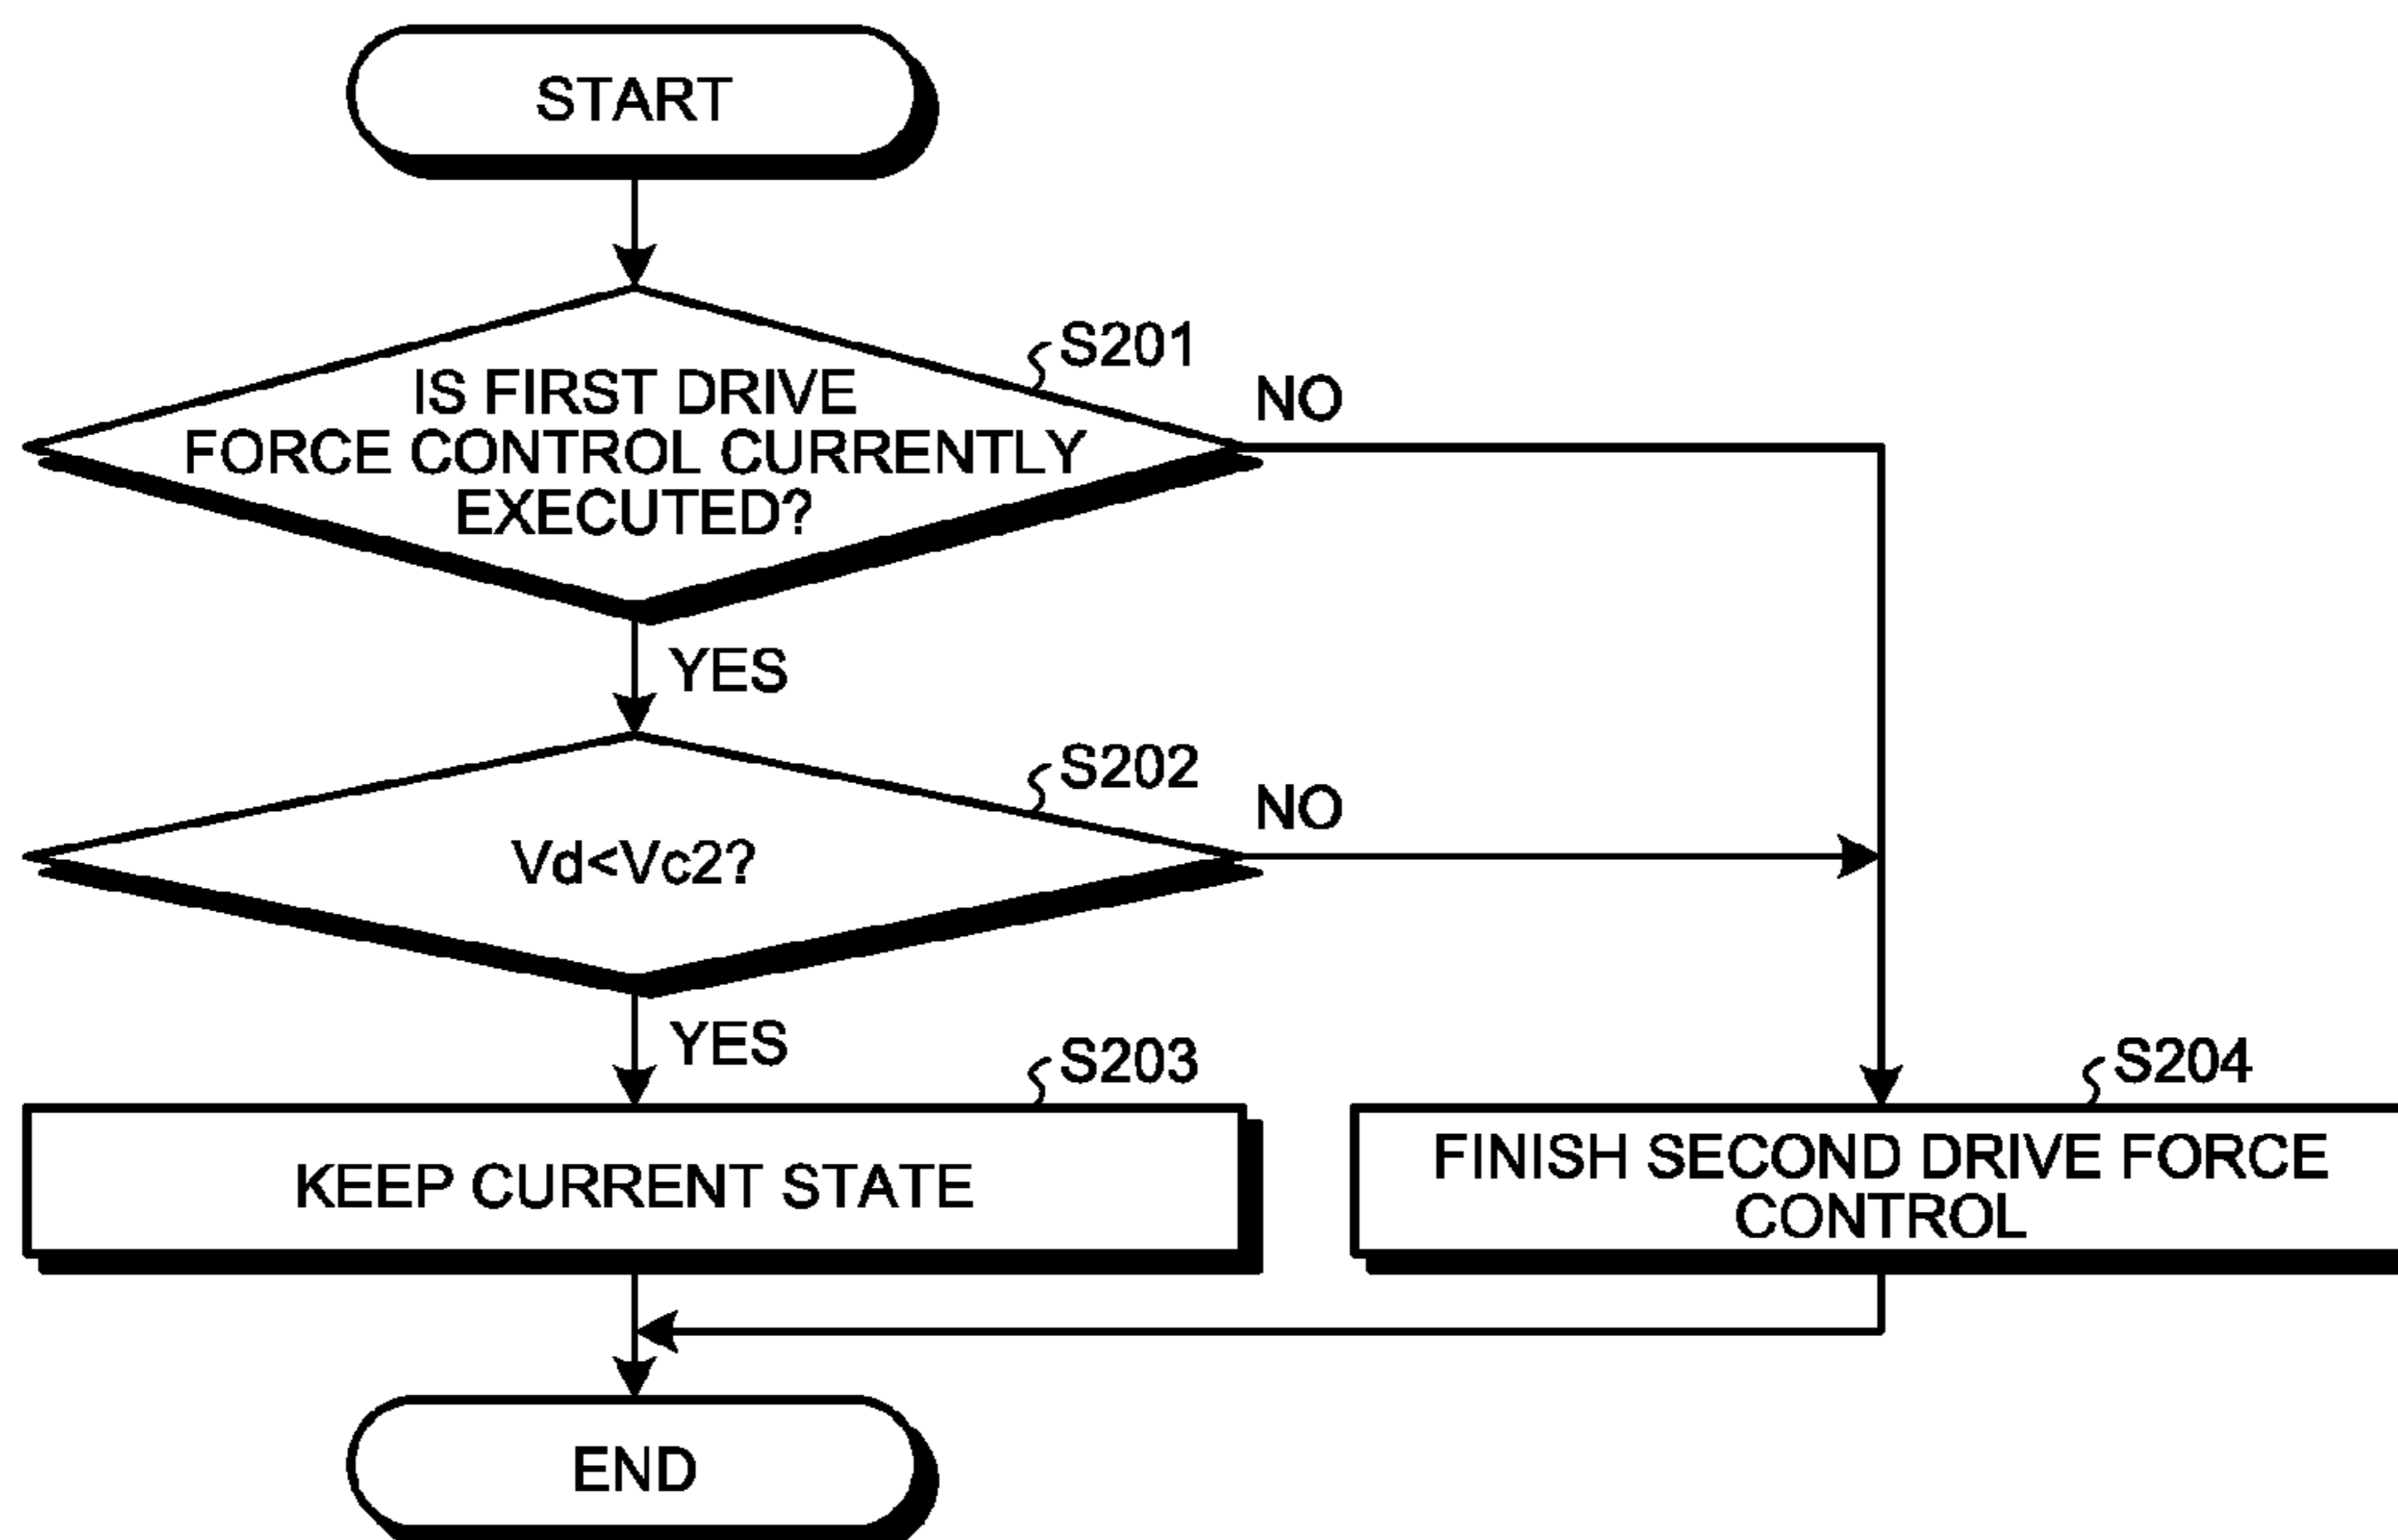 START
S201
IS FIRST DRIVE
FORCE CONTROL CURRENTLY
EXECUTED?
NO
YES
S202
Vd<Vc2?
NO
YES
S203
KEEP CURRENT STATE
S204
FINISH SECOND DRIVE FORCE
CONTROL
END